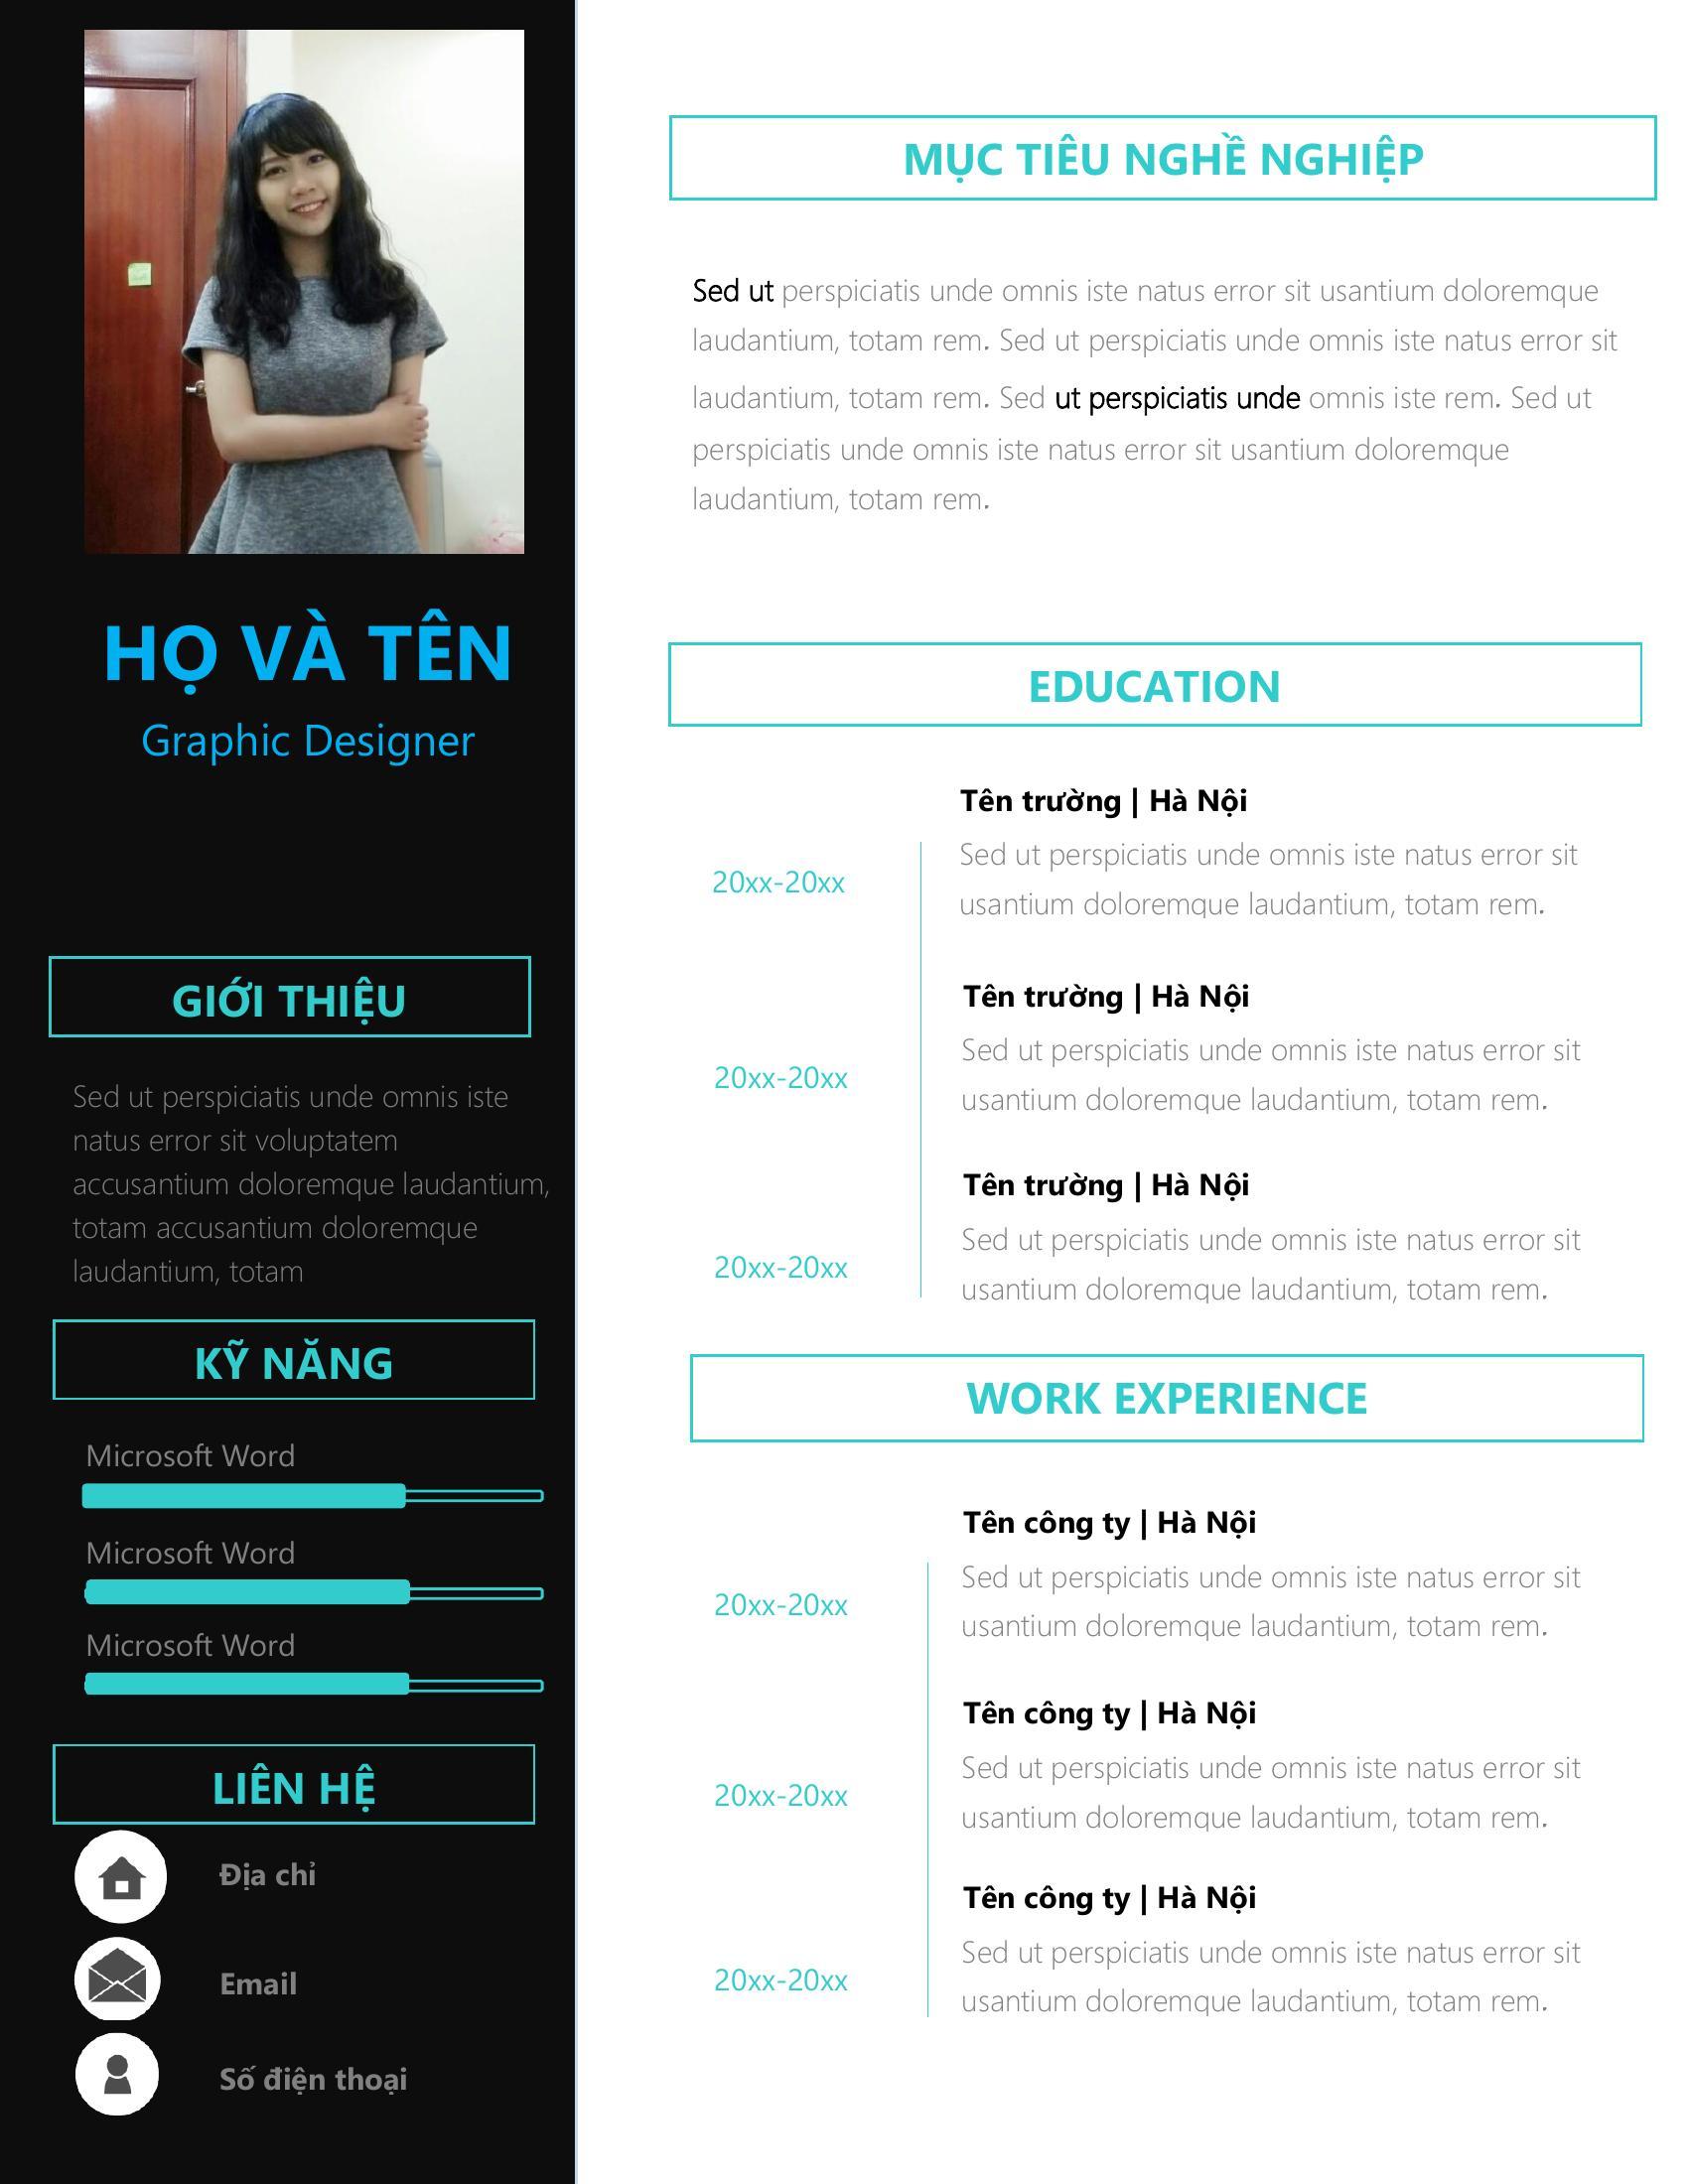 HỌ VÀ TÊN
Graphic Designer
GIỚI THIỆU
Sed ut perspiciatis unde omnis iste
natus error sit voluptatem
accusantium doloremque laudantium,
totam accusantium doloremque
laudantium, totam
KỸ NĂNG
Microsoft Word
Microsoft Word
Microsoft Word
LIÊN HỆ
Địa chỉ
Email
Số điện thoại
MỤC TIÊU NGHỀ NGHIỆP
Sed ut perspiciatis unde omnis iste natus error sit usantium doloremque
laudantium, totam rem. Sed ut perspiciatis unde omnis iste natus error sit
laudantium, totam rem. Sed ut perspiciatis unde omnis iste rem. Sed ut
perspiciatis unde omnis iste natus error sit usantium doloremque
laudantium, totam rem.
EDUCATION
Tên trường | Hà Nội
20xx-20xx
Sed ut perspiciatis unde omnis iste natus error sit
usantium doloremque laudantium, totam rem.
Tên trường | Hà Nội
20xx-20xx
Sed ut perspiciatis unde omnis iste natus error sit
usantium doloremque laudantium, totam rem.
Tên trường | Hà Nội
20xx-20xx
Sed ut perspiciatis unde omnis iste natus error sit
usantium doloremque laudantium, totam rem.
WORK EXPERIENCE
Tên công ty | Hà Nội
20xx-20xx
Sed ut perspiciatis unde omnis iste natus error sit
usantium doloremque laudantium, totam rem.
Tên công ty | Hà Nội
20xx-20xx
Sed ut perspiciatis unde omnis iste natus error sit
usantium doloremque laudantium, totam rem.
Tên công ty | Hà Nội
20xx-20xx
Sed ut perspiciatis unde omnis iste natus error sit
usantium doloremque laudantium, totam rem.